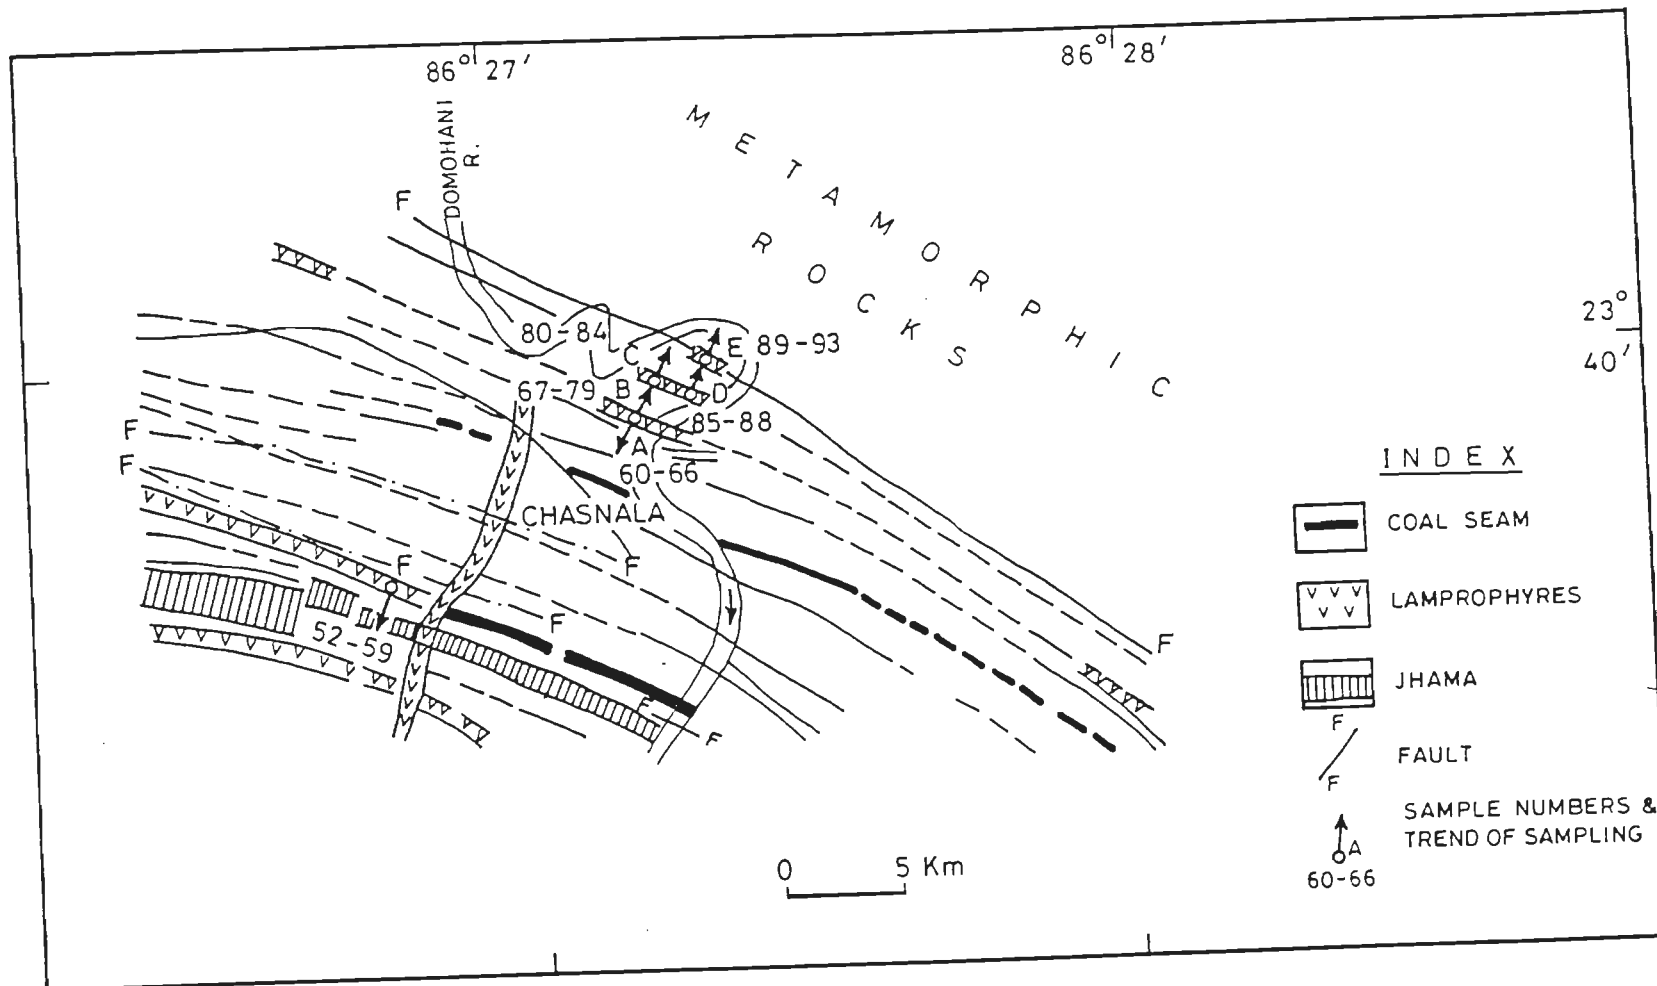 86° 27′
86° 28′
DOMOHANI
R.
METAMORPHIC
ROCKS
F
23°
40′
80-84
C
E
89-93
67-79
B
D
85-88
A
60-66
F
F
CHASNALA
F
F
F
52-59
F
F
F
INDEX
COAL SEAM
LAMPROPHYRES
JHAMA
F
F
FAULT
SAMPLE NUMBERS &
TREND OF SAMPLING
A
60-66
0 5 Km